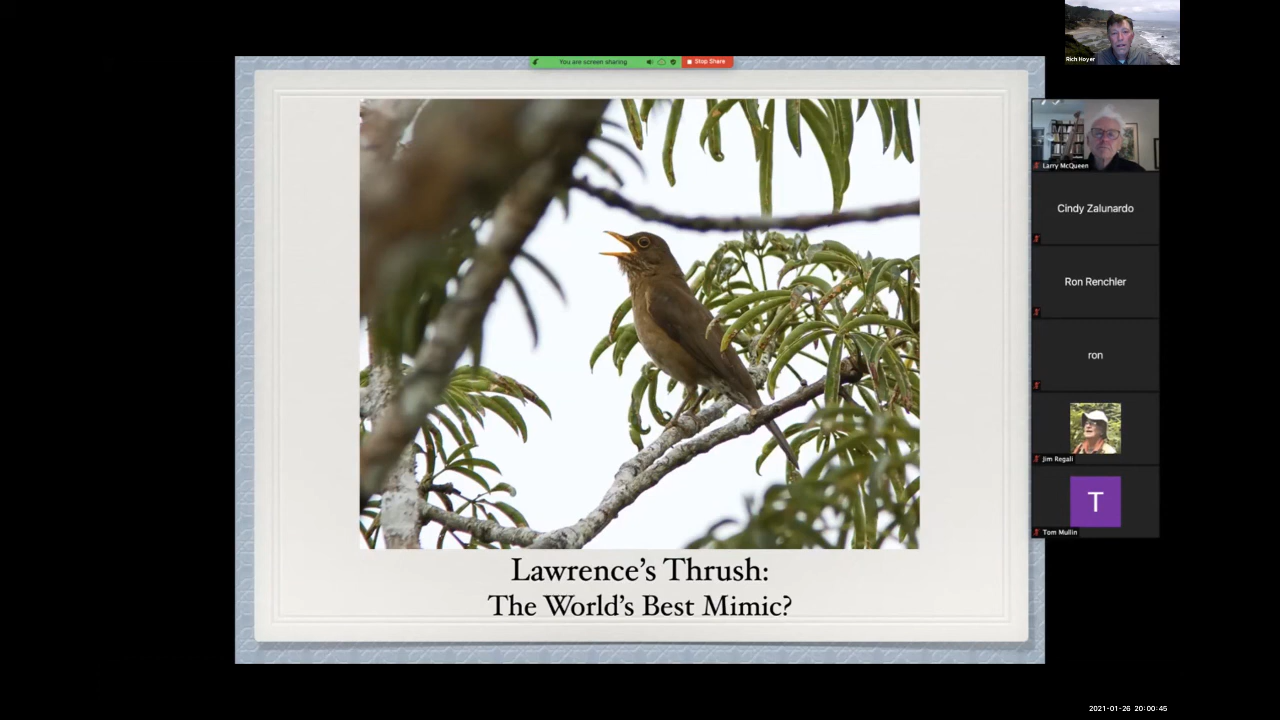 Rich Hoyer
You are screen sharing
Stop Share
Larry McQueen
Cindy Zalunardo
Ron Renchler
ron
Jim Regali
T
Tom Mullin
Lawrence's Thrush:
The World's Best Mimic?
2021-01-26 20:00:45